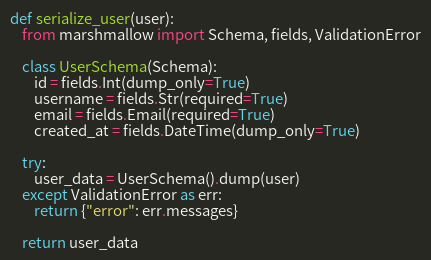 def serialize_user(user):
from marshmallow import Schema, fields, ValidationError
class UserSchema(Schema):
id = fields.Int(dump_only=True)
username = fields.Str(required=True)
email = fields.Email(required=True)
created_at = fields.DateTime(dump_only=True)
try:
user_data = UserSchema().dump(user)
except ValidationError as err:
return {"error": err.messages}
return user_data